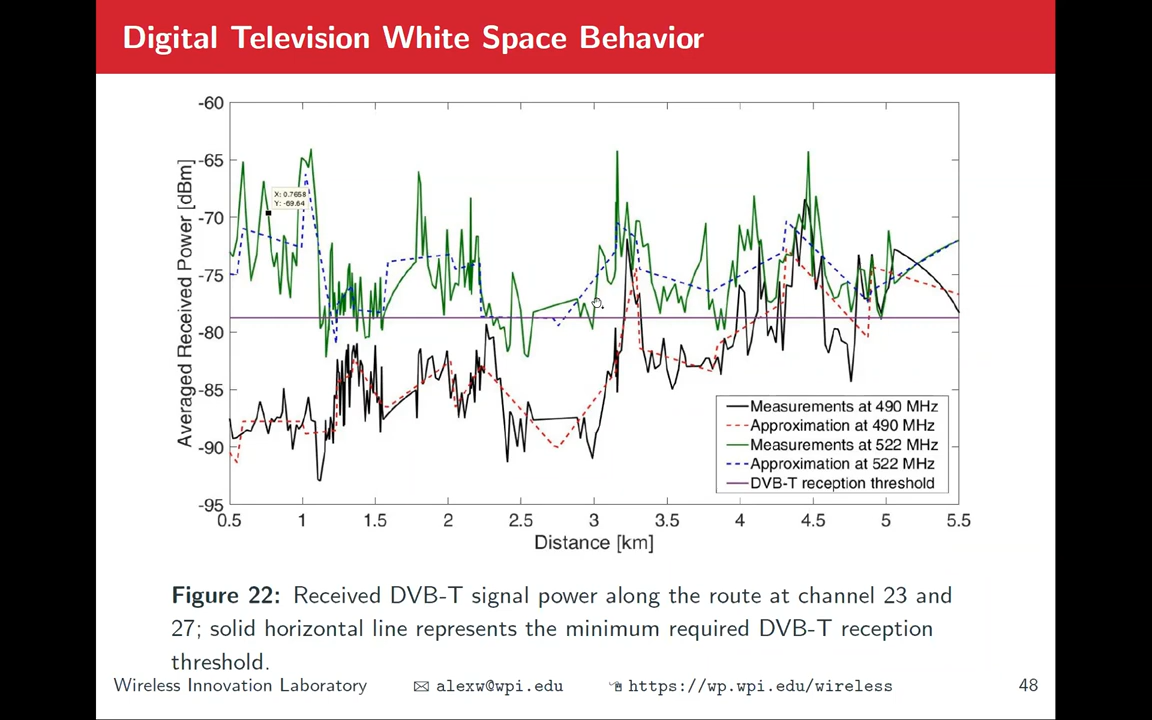 Digital Television White Space Behavior
-60
-65
-70
-75
-80
-85
-90
-95
Averaged Received Power [dBm]
X: 0.7658
Y: -69.64
Measurements at 490 MHz
Approximation at 490 MHz
Measurements at 522 MHz
Approximation at 522 MHz
DVB-T reception threshold
0.5 1 1.5 2 2.5 3 3.5 4 4.5 5 5.5
Distance [km]
Figure 22: Received DVB-T signal power along the route at channel 23 and
27; solid horizontal line represents the minimum required DVB-T reception
threshold.
Wireless Innovation Laboratory alexw@wpi.edu https://wp.wpi.edu/wireless 48